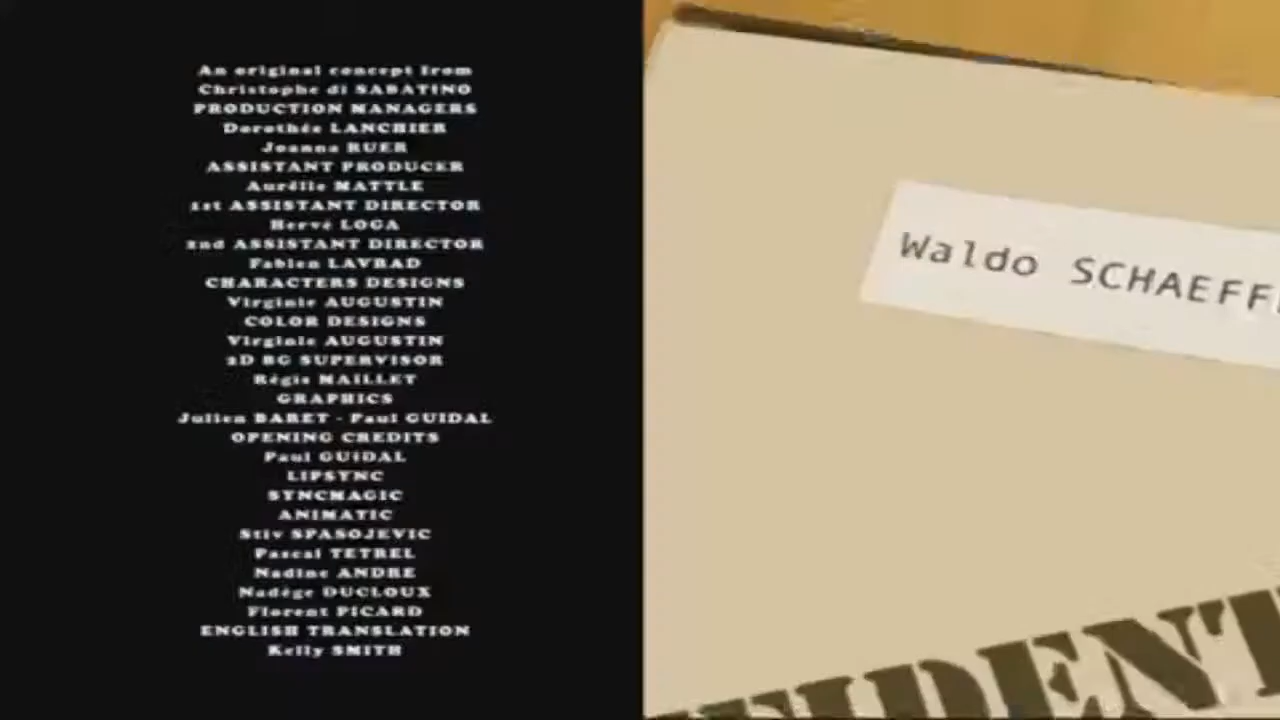 An original concept from
Christophe di SABATINO
PRODUCTION MANAGERS
Dorothée LANCHIER
Joanna RUER
ASSISTANT PRODUCER
Aurélie MATTLE
1st ASSISTANT DIRECTOR
Hervé LOGA
2nd ASSISTANT DIRECTOR
Fabien LAVRAD
CHARACTERS DESIGNS
Virginie AUGUSTIN
COLOR DESIGNS
Virginie AUGUSTIN
2D BG SUPERVISOR
Régis MAILLET
GRAPHICS
Julien BARET - Paul GUIDAL
OPENING CREDITS
Paul GUiDAL
LIPSYNC
SYNCMAGIC
ANIMATIC
Stiv SPASOJEVIC
Pascal TETREL
Nadine ANDRE
Nadège DUCLOUX
Florent PICARD
ENGLISH TRANSLATION
Kelly SMITH
Waldo SCHAEFF
FIDENT